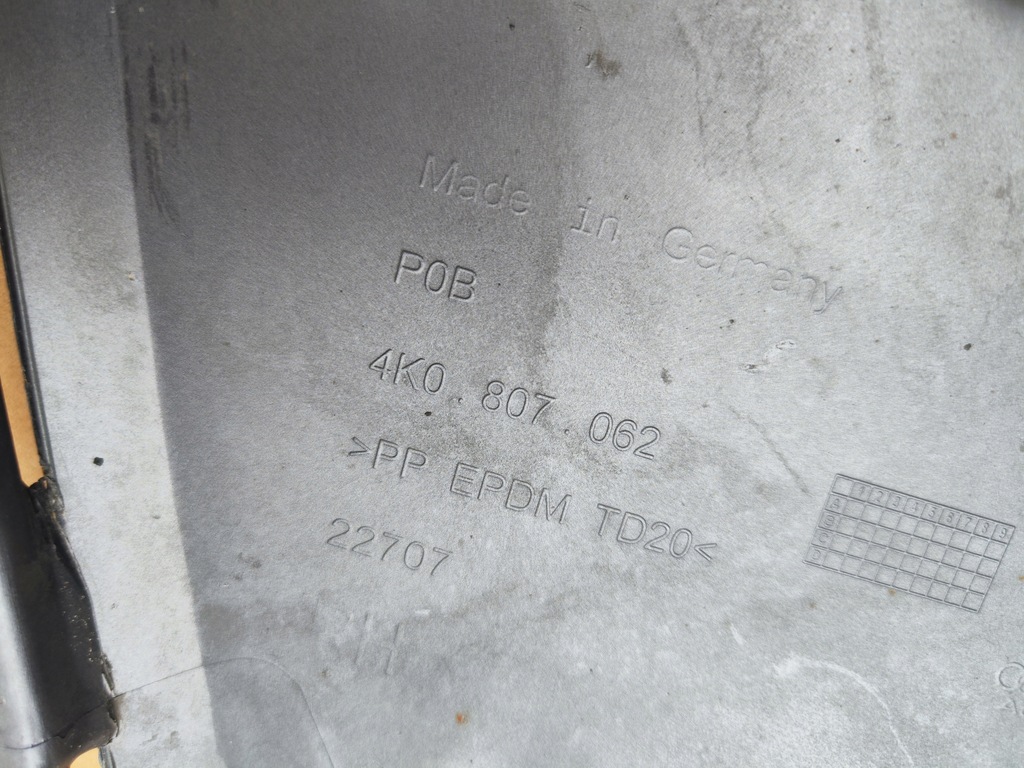 Made in Germany
P0B
4K0.807.062
>PP EPDM TD20<
22707